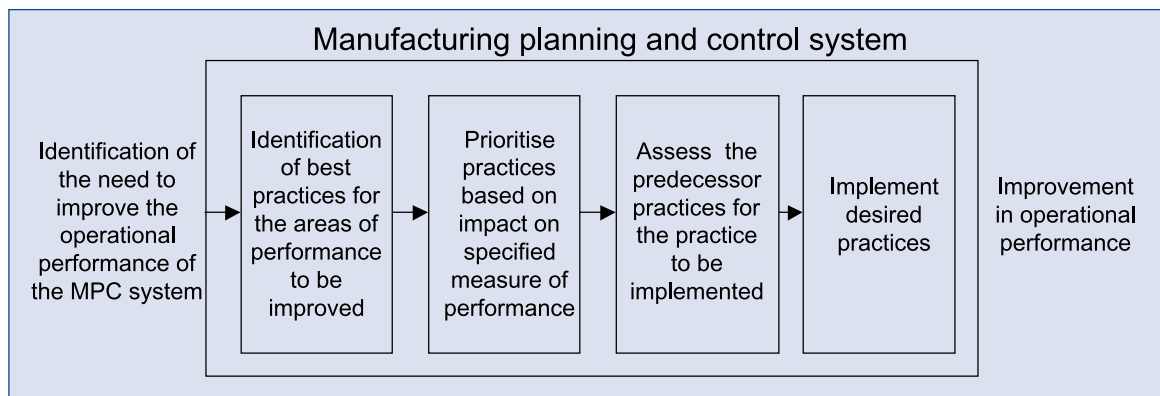 Manufacturing planning and control system
Identification of
the need to
improve the
operational
performance of
the MPC system
Identification
of best
practices for
the areas of
performance
to be
improved
Prioritise
practices
based on
impact on
specified
measure of
performance
Assess the
predecessor
practices for
the practice
to be
implemented
Implement
desired
practices
Improvement
in operational
performance